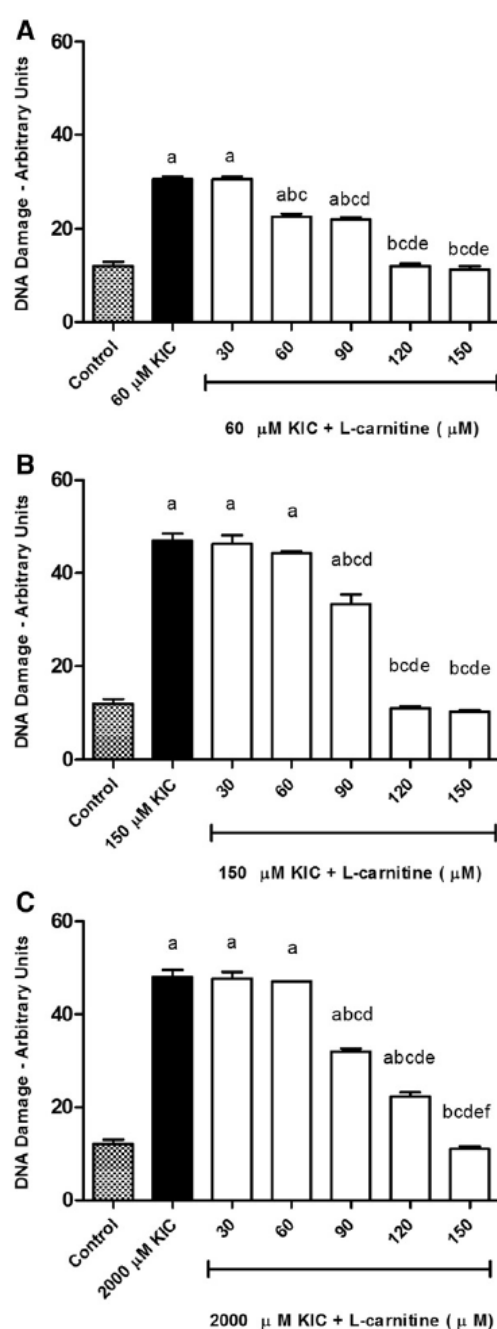 A
DNA Damage - Arbitrary Units
60
40
20
0
a
a
abc
abcd
bcde
bcde
Control
60 μM KIC
30
60
90
120
150
60 μM KIC + L-carnitine ( μM)
B
DNA Damage - Arbitrary Units
60
40
20
0
a
a
a
abcd
bcde
bcde
Control
150 μM KIC
30
60
90
120
150
150 μM KIC + L-carnitine ( μM)
C
DNA Damage - Arbitrary Units
60
40
20
0
a
a
a
abcd
abcde
bcdef
Control
2000 μM KIC
30
60
90
120
150
2000 μ M KIC + L-carnitine ( μ M)